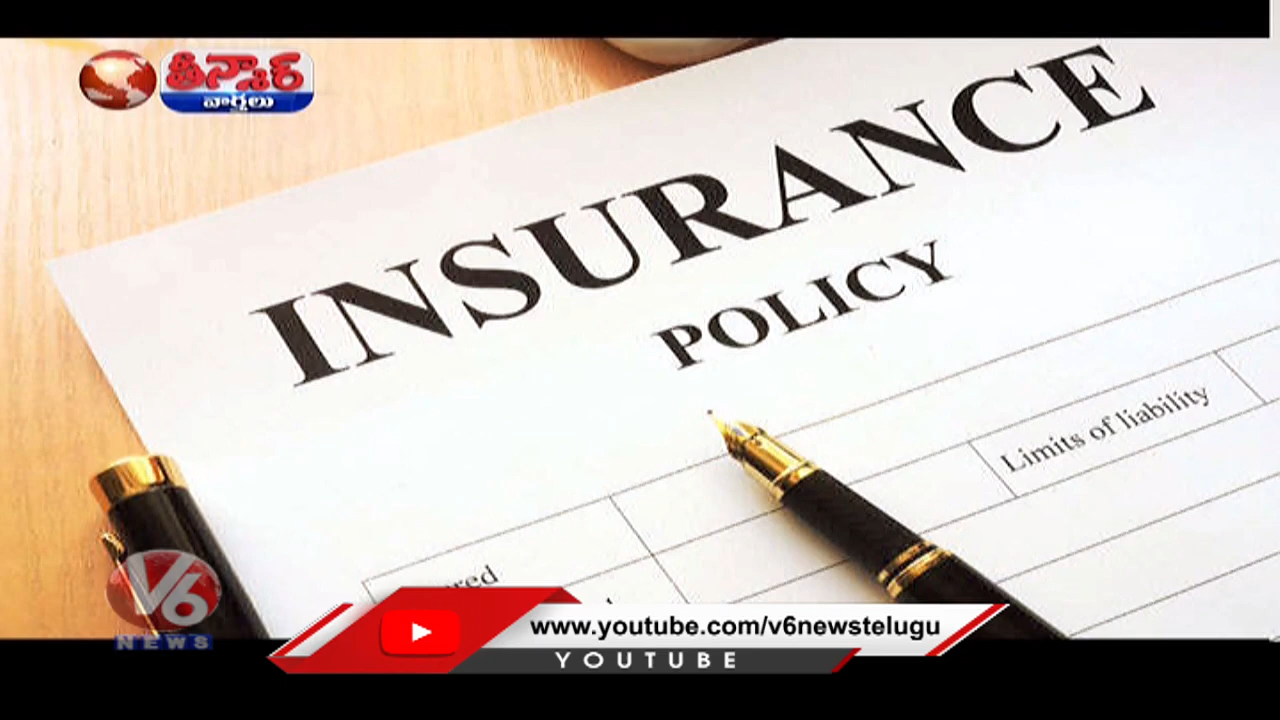 తీన్మార్
వార్తలు
INSURANCE
POLICY
Limits of liability
V6
NEWS
www.youtube.com/v6newstelugu
YOUTUBE